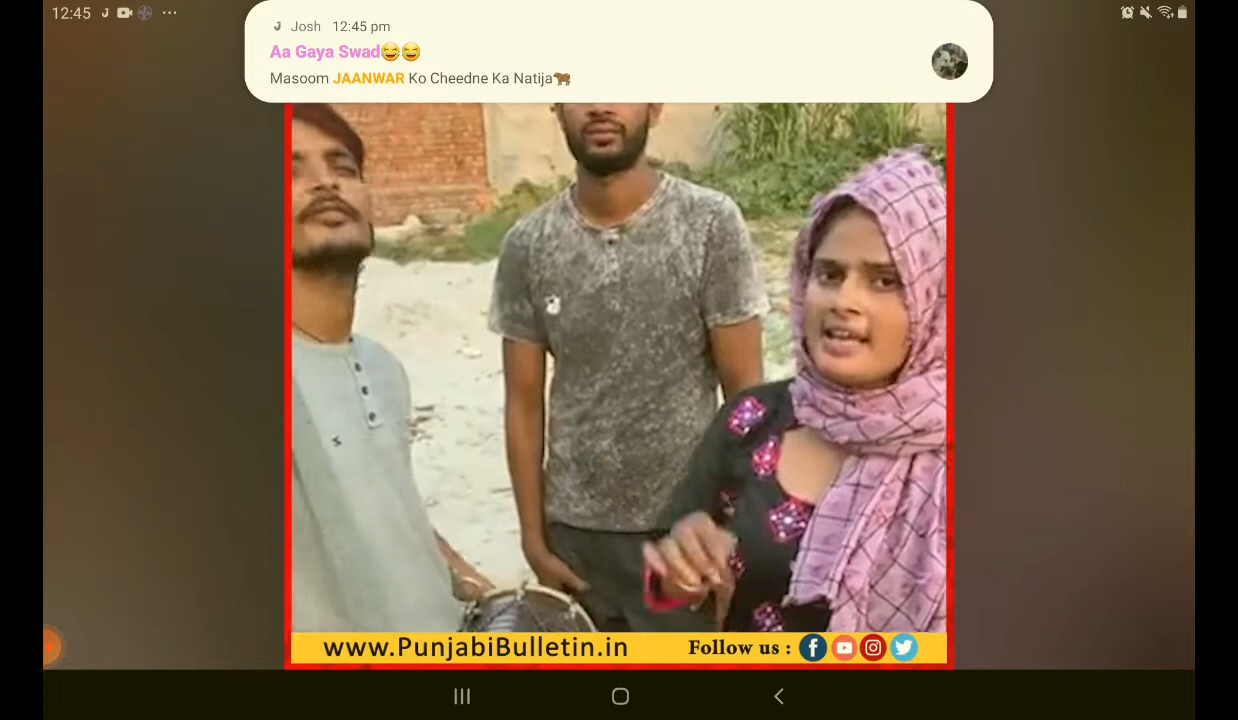 12:45
Josh 12:45 pm
Aa Gaya Swad😂😂
Masoom JAANWAR Ko Cheedne Ka Natija🐅
www.PunjabiBulletin.in Follow us :